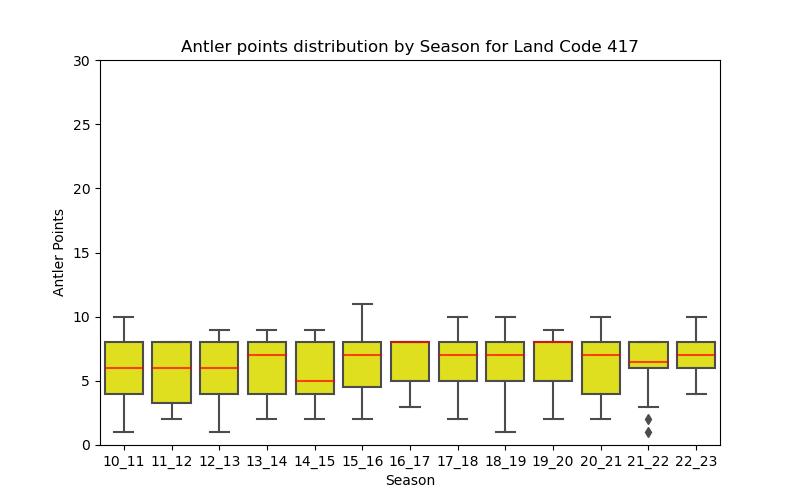 Antler points distribution by Season for Land Code 417
Antler Points
30
25
20
15
10
5
0
10_11 11_12 12_13 13_14 14_15 15_16 16_17 17_18 18_19 19_20 20_21 21_22 22_23
Season